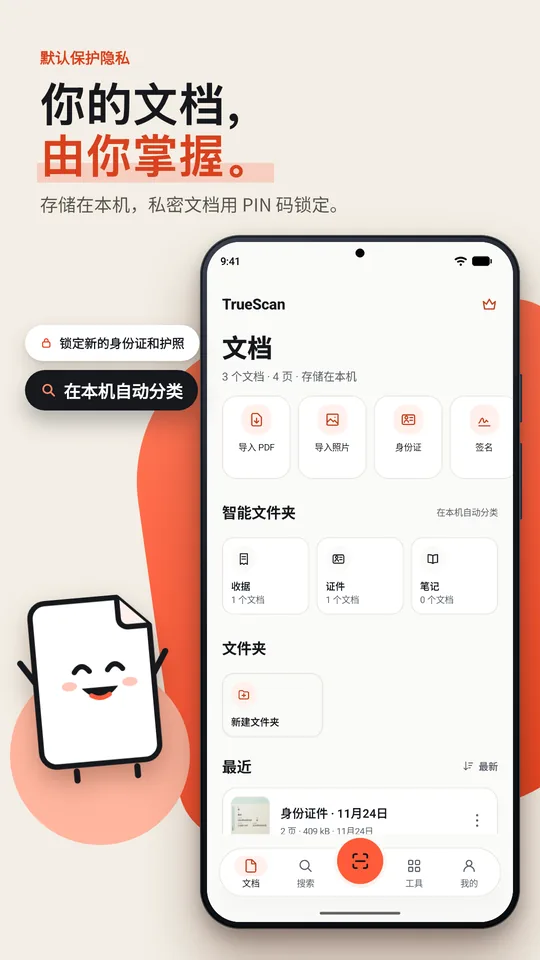 默认保护隐私
你的文档，
由你掌握。
存储在本机，私密文档用 PIN 码锁定。
锁定新的身份证和护照
在本机自动分类
9:41
TrueScan
文档
3 个文档 · 4 页 · 存储在本机
导入 PDF
导入照片
身份证
签名
智能文件夹
在本机自动分类
收据
1 个文档
证件
1 个文档
笔记
0 个文档
文件夹
新建文件夹
最近
最新
身份证件 · 11月24日
2 页 · 409 kB · 11月24日
文档
搜索
工具
我的